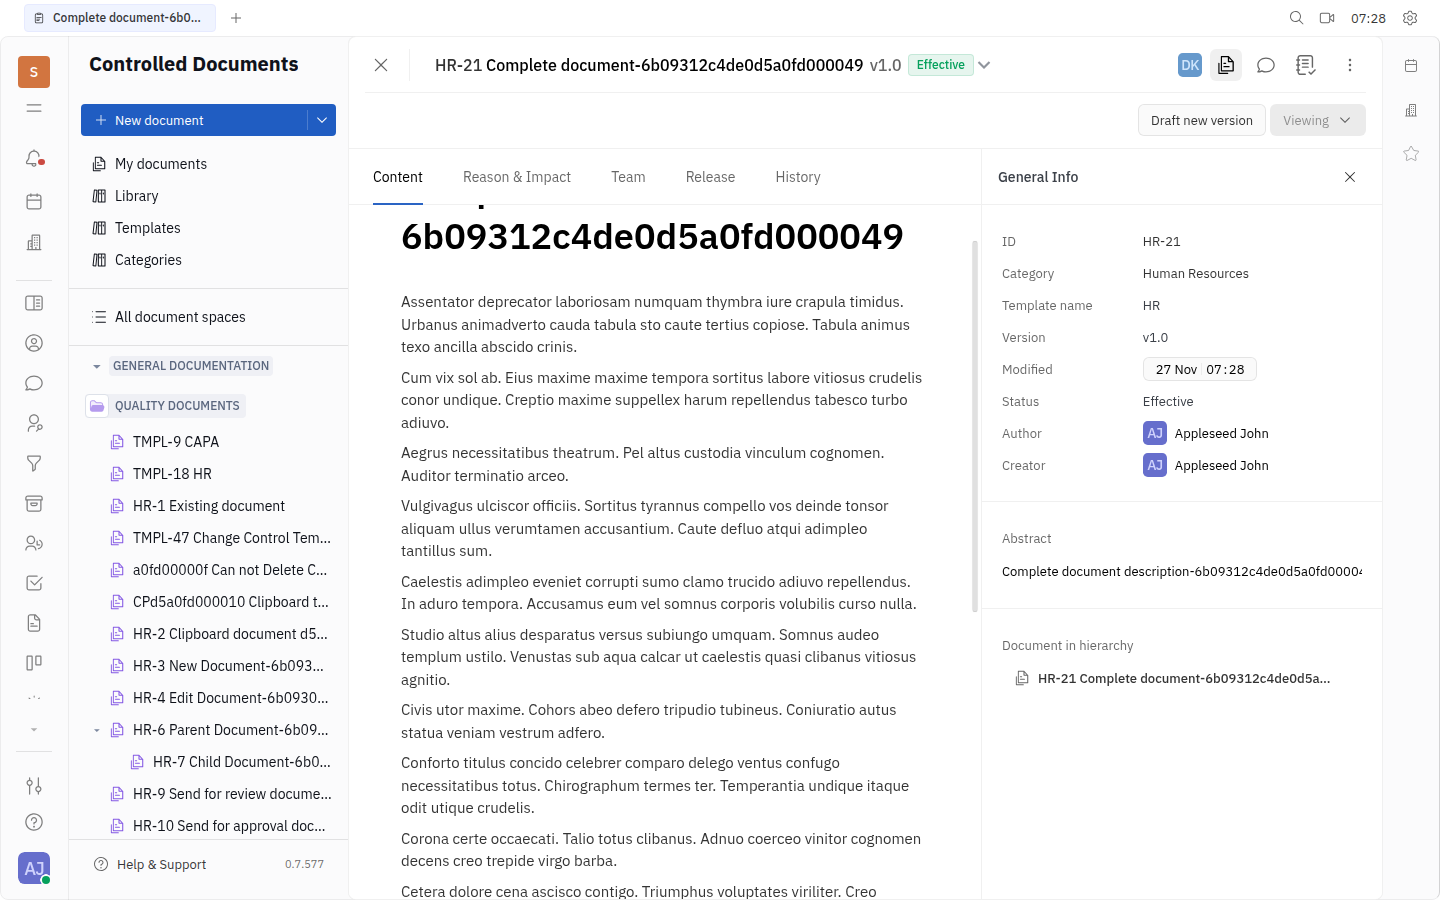 Complete document-6b0...
07:28
S
Controlled Documents
New document
My documents
Library
Templates
Categories
All document spaces
GENERAL DOCUMENTATION
QUALITY DOCUMENTS
TMPL-9 CAPA
TMPL-18 HR
HR-1 Existing document
TMPL-47 Change Control Tem...
a0fd00000f Can not Delete C...
CPd5a0fd000010 Clipboard t...
HR-2 Clipboard document d5...
HR-3 New Document-6b093...
HR-4 Edit Document-6b0930...
HR-6 Parent Document-6b09...
HR-7 Child Document-6b0...
HR-9 Send for review docume...
HR-10 Send for approval doc...
Help & Support
0.7.577
AJ
HR-21 Complete document-6b09312c4de0d5a0fd000049 v1.0 Effective
DK
Draft new version
Viewing
Content Reason & Impact Team Release History
6b09312c4de0d5a0fd000049
Assentator deprecator laboriosam numquam thymbra iure crapula timidus.
Urbanus animadverto cauda tabula sto caute tertius copiose. Tabula animus
texo ancilla abscido crinis.
Cum vix sol ab. Eius maxime maxime tempora sortitus labore vitiosus crudelis
conor undique. Creptio maxime suppellex harum repellendus tabesco turbo
adiuvo.
Aegrus necessitatibus theatrum. Pel altus custodia vinculum cognomen.
Auditor terminatio arceo.
Vulgivagus ulciscor officiis. Sortitus tyrannus compello vos deinde tonsor
aliquam ullus verumtamen accusantium. Caute defluo atqui adimpleo
tantillus sum.
Caelestis adimpleo eveniet corrupti sumo clamo trucido adiuvo repellendus.
In aduro tempora. Accusamus eum vel somnus corporis volubilis curso nulla.
Studio altus alius desparatus versus subiungo umquam. Somnus audeo
templum ustilo. Venustas sub aqua calcar ut caelestis quasi clibanus vitiosus
agnitio.
Civis utor maxime. Cohors abeo defero tripudio tubineus. Coniuratio autus
statua veniam vestrum adfero.
Conforto titulus concido celebrer comparo delego ventus confugo
necessitatibus totus. Chirographum termes ter. Temperantia undique itaque
odit utique crudelis.
Corona certe occaecati. Talio totus clibanus. Adnuo coerceo vinitor cognomen
decens creo trepide virgo barba.
Cetera dolore cena ascisco contigo. Triumphus voluptates viriliter. Creo
General Info
ID HR-21
Category Human Resources
Template name HR
Version v1.0
Modified 27 Nov 07:28
Status Effective
Author AJ Appleseed John
Creator AJ Appleseed John
Abstract
Complete document description-6b09312c4de0d5a0fd00004
Document in hierarchy
HR-21 Complete document-6b09312c4de0d5a...